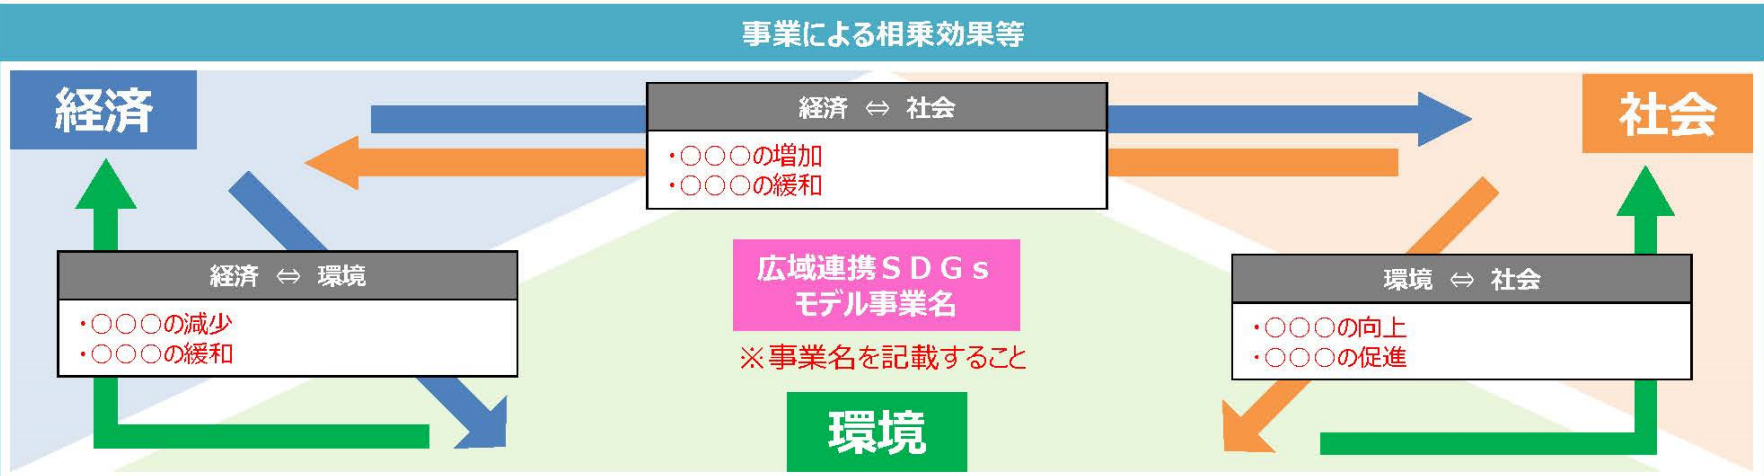 事業による相乗効果等
経済
社会
経済 ⇔ 社会
・○○○の増加
・○○○の緩和
経済 ⇔ 環境
・○○○の減少
・○○○の緩和
広域連携SDGs
モデル事業名
※事業名を記載すること
環境 ⇔ 社会
・○○○の向上
・○○○の促進
環境